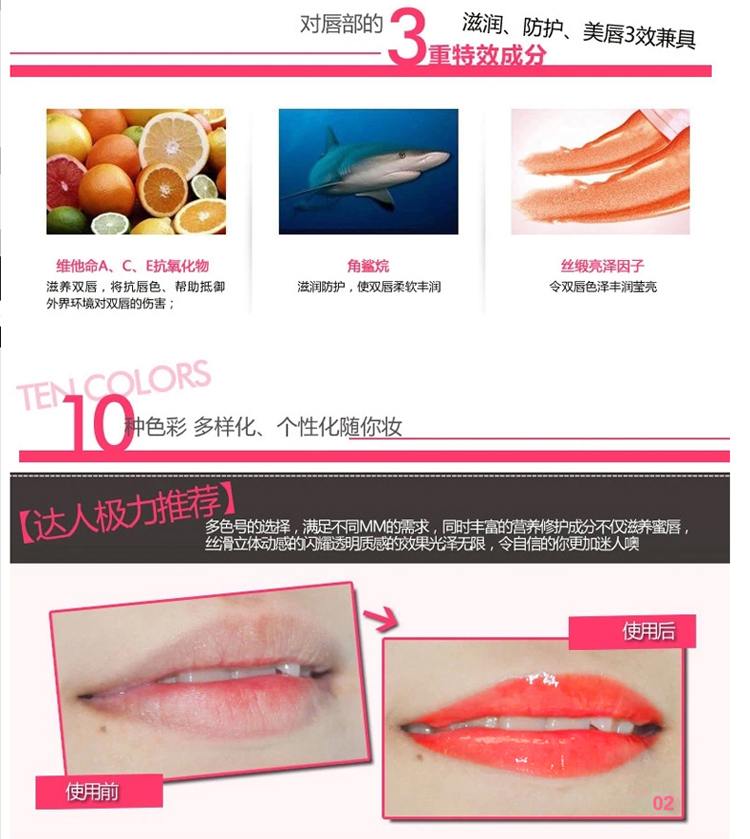 对唇部的3重特效成分
滋润、防护、美唇3效兼具
维他命A、C、E抗氧化物
滋养双唇，将抗唇色、帮助抵御
外界环境对双唇的伤害；
角鲨烷
滋润防护，使双唇柔软丰润
丝缎亮泽因子
令双唇色泽丰润莹亮
TEN COLORS
10种色彩 多样化、个性化随你妆
【达人极力推荐】
多色号的选择，满足不同MM的需求，同时丰富的营养修护成分不仅滋养蜜唇，
丝滑立体动感的闪耀透明质感的效果光泽无限，令自信的你更加迷人噢
使用前
使用后
02